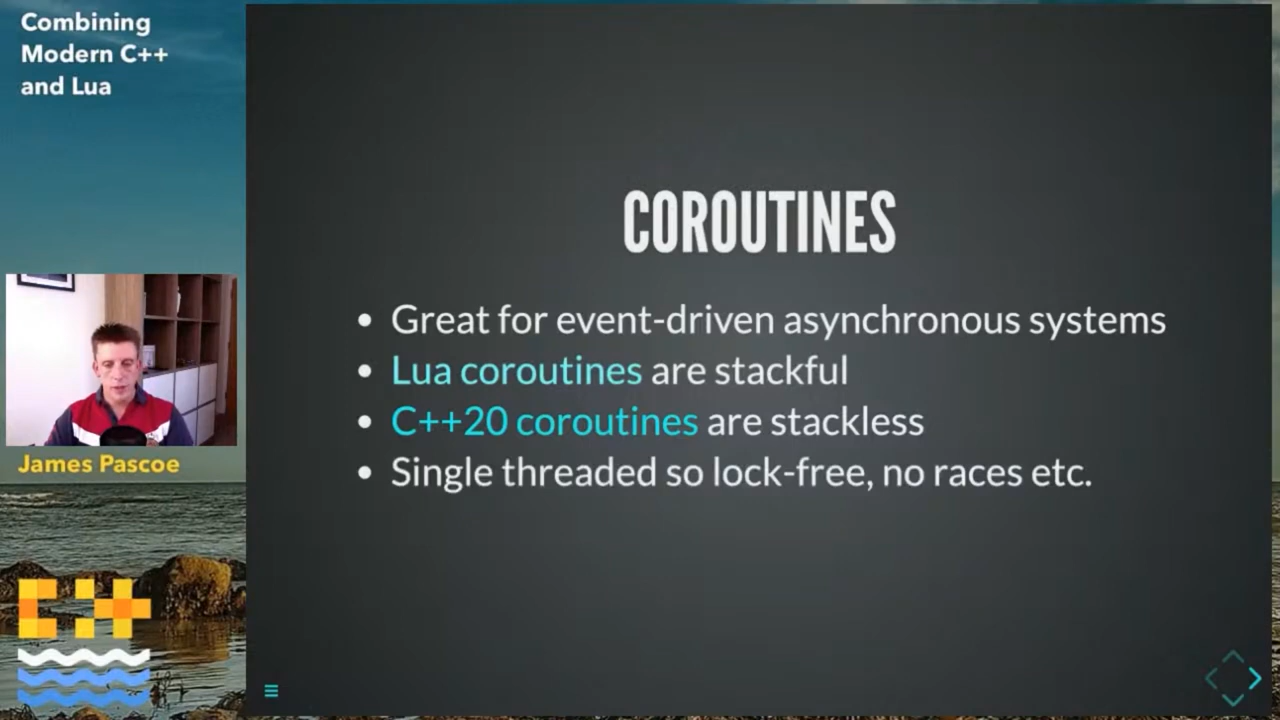 Combining
Modern C++
and Lua
James Pascoe
COROUTINES
Great for event-driven asynchronous systems
Lua coroutines are stackful
C++20 coroutines are stackless
Single threaded so lock-free, no races etc.